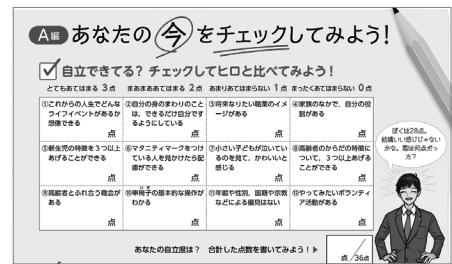 A編 あなたの今をチェックしてみよう!
自立できてる? チェックしてヒロと比べてみよう!
とてもあてはまる 3点 まあまああてはまる 2点 あまりあてはまらない 1点 まったくあてはまらない 0点
①これからの人生でどんな
ライフイベントがあるか
想像できる
点
②自分の身のまわりのこと
は、できるだけ自分です
るようにしている
点
③将来なりたい職業のイメ
ージがある
点
④家族のなかで、自分の役
割がある
点
⑤新生児の特徴を3つ以上
あげることができる
点
⑥マタニティマークをつけ
ている人を見かけたら配
慮ができる
点
⑦小さい子どもが泣いてい
るのを見て、かわいいと
感じる
点
⑧高齢者のからだの特徴に
ついて、3つ以上あげる
ことができる
点
⑨高齢者とふれ合う機会が
ある
点
⑩車椅子の基本的な操作が
わかる
点
⑪年齢や性別、国籍や宗教
などによる偏見はない
点
⑫やってみたいボランティ
ア活動がある
点
ぼくは28点。
結構いい感じじゃない
かな。君は何点だっ
た?
あなたの自立度は? 合計した点数を書いてみよう!▶
点/36点